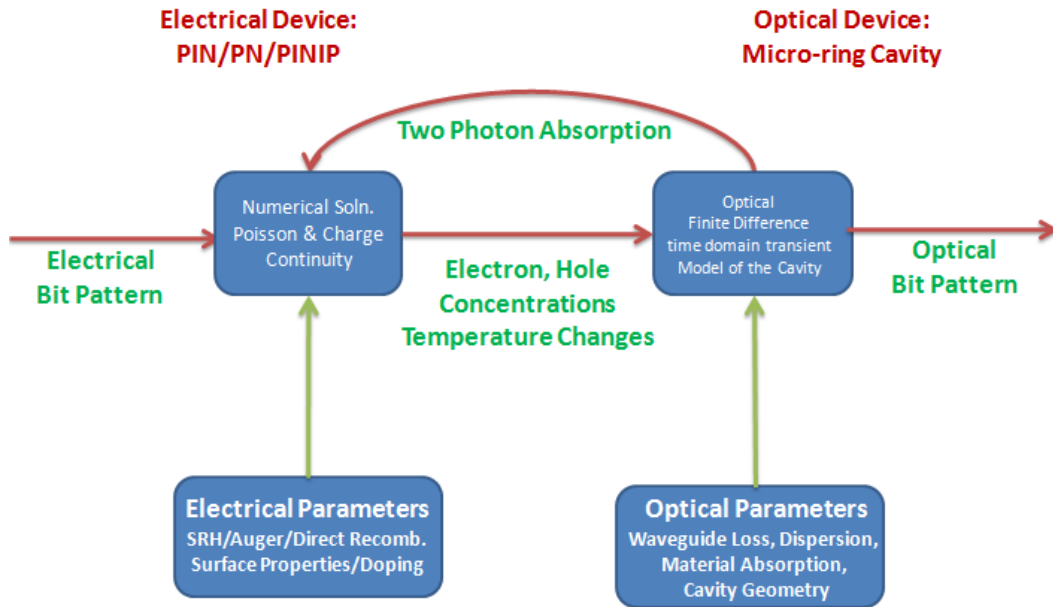 Electrical Device:
PIN/PN/PINIP
Optical Device:
Micro-ring Cavity
Two Photon Absorption
Numerical Soln.
Poisson & Charge
Continuity
Optical
Finite Difference
time domain transient
Model of the Cavity
Electrical
Bit Pattern
Electron, Hole
Concentrations
Temperature Changes
Optical
Bit Pattern
Electrical Parameters
SRH/Auger/Direct Recomb.
Surface Properties/Doping
Optical Parameters
Waveguide Loss, Dispersion,
Material Absorption,
Cavity Geometry